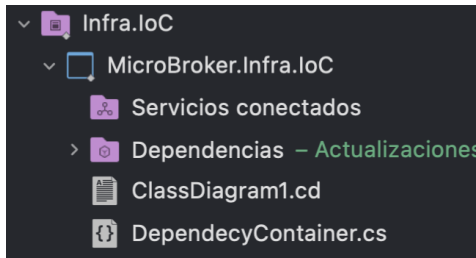 Infra.IoC
MicroBroker.Infra.IoC
Servicios conectados
Dependencias – Actualizaciones
ClassDiagram1.cd
DependecyContainer.cs